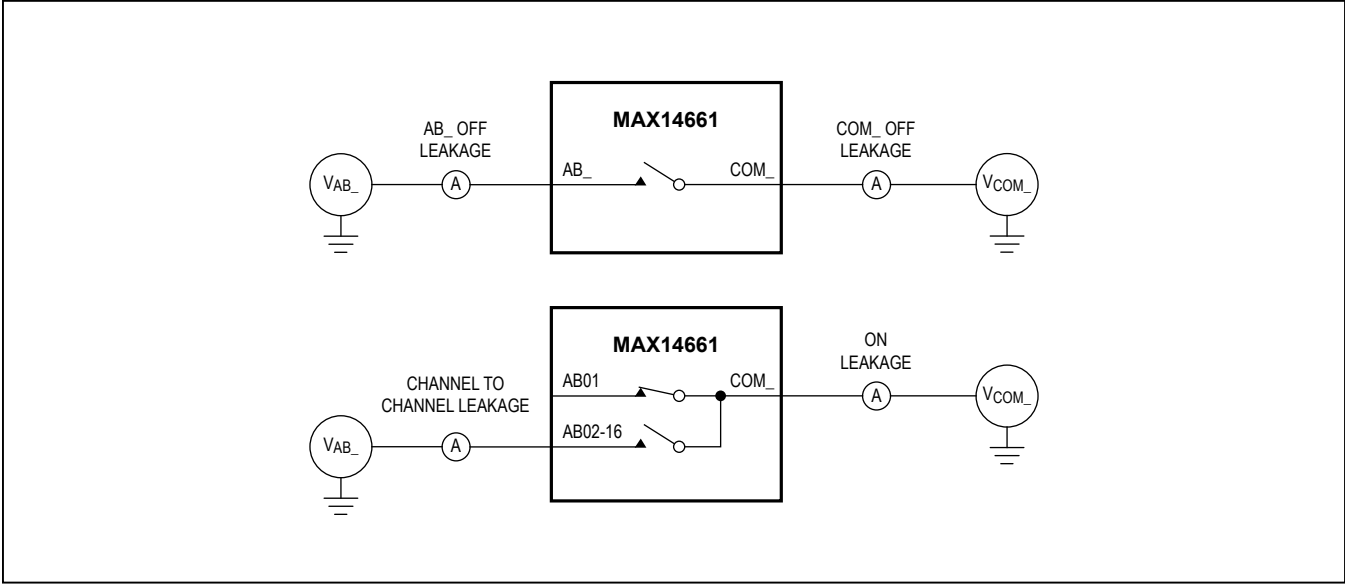 MAX14661
AB_ OFF
LEAKAGE
COM_ OFF
LEAKAGE
VAB_
A
AB_
COM_
A
VCOM_
MAX14661
ON
LEAKAGE
CHANNEL TO
CHANNEL LEAKAGE
AB01
COM_
A
VCOM_
AB02-16
VAB_
A